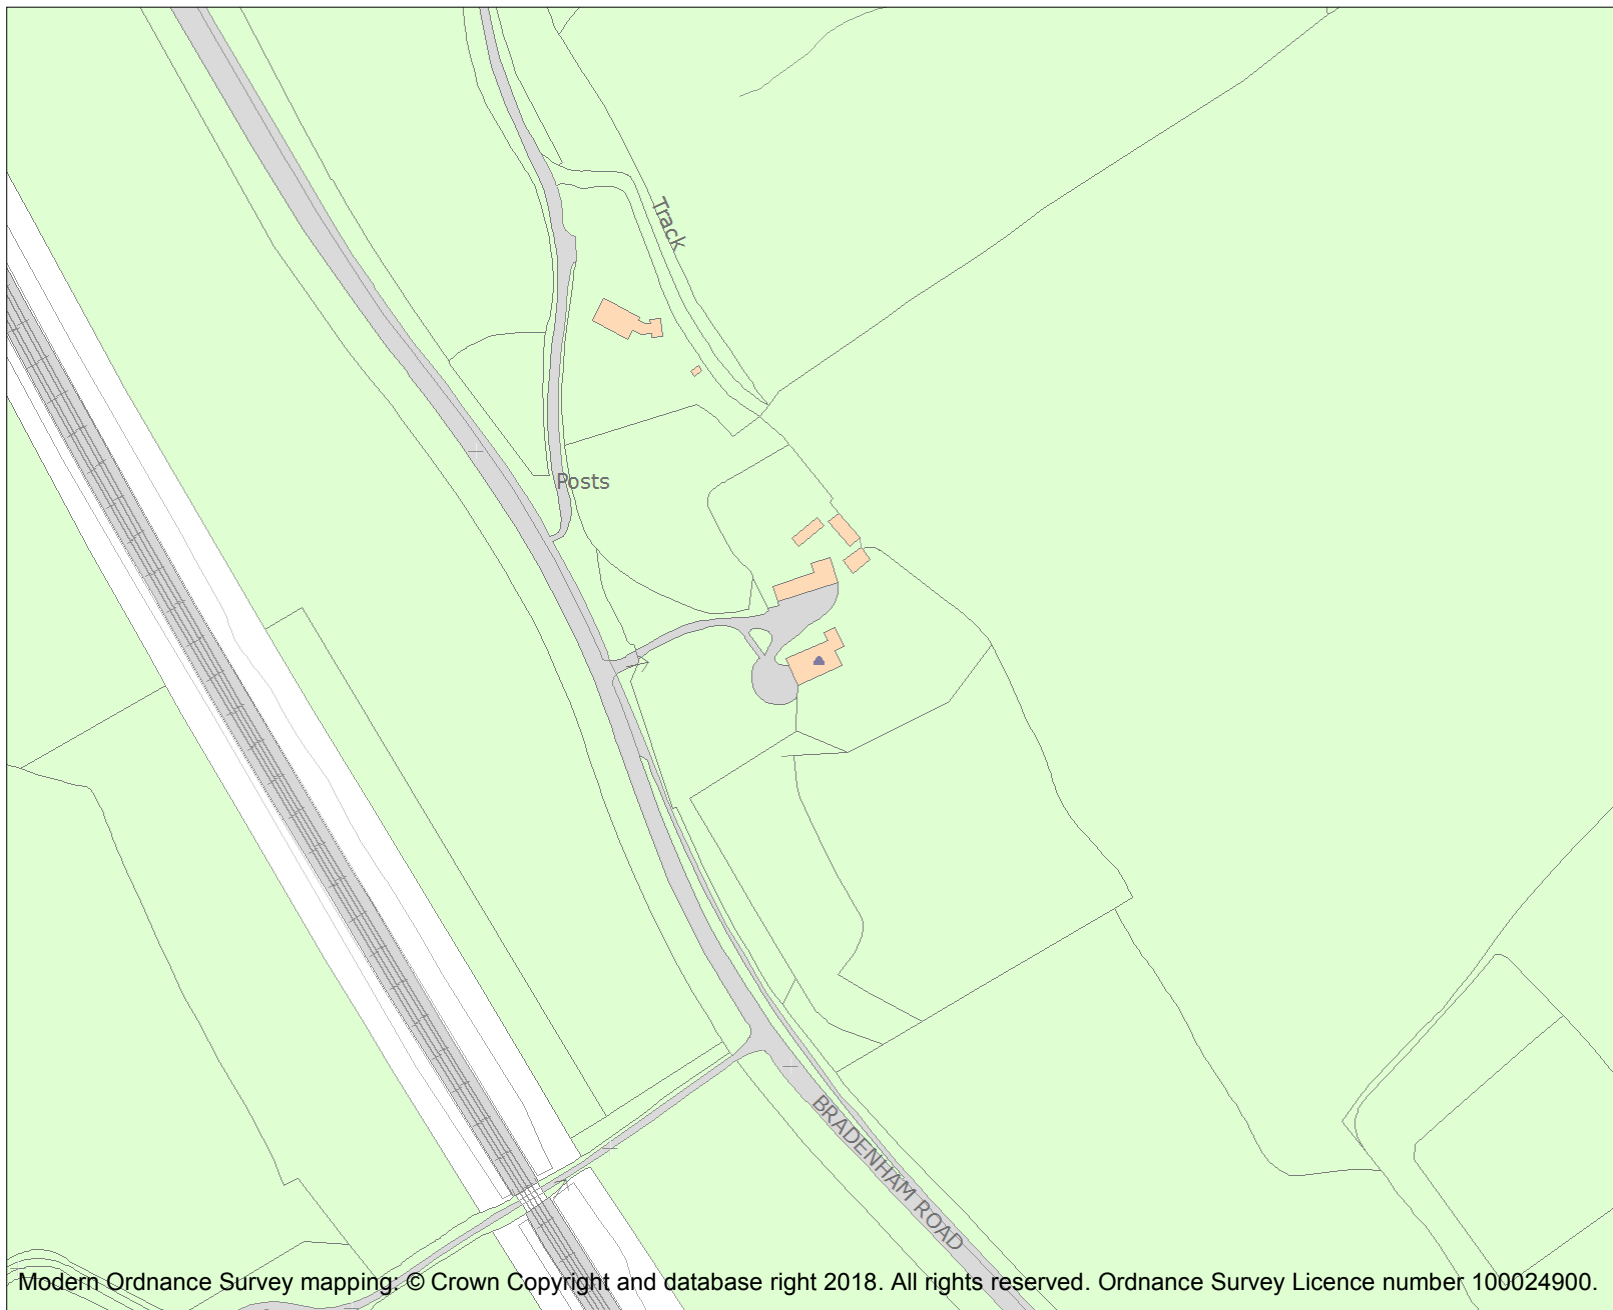 Track
Posts
BRADENHAM ROAD
Modern Ordnance Survey mapping: © Crown Copyright and database right 2018. All rights reserved. Ordnance Survey Licence number 100024900.